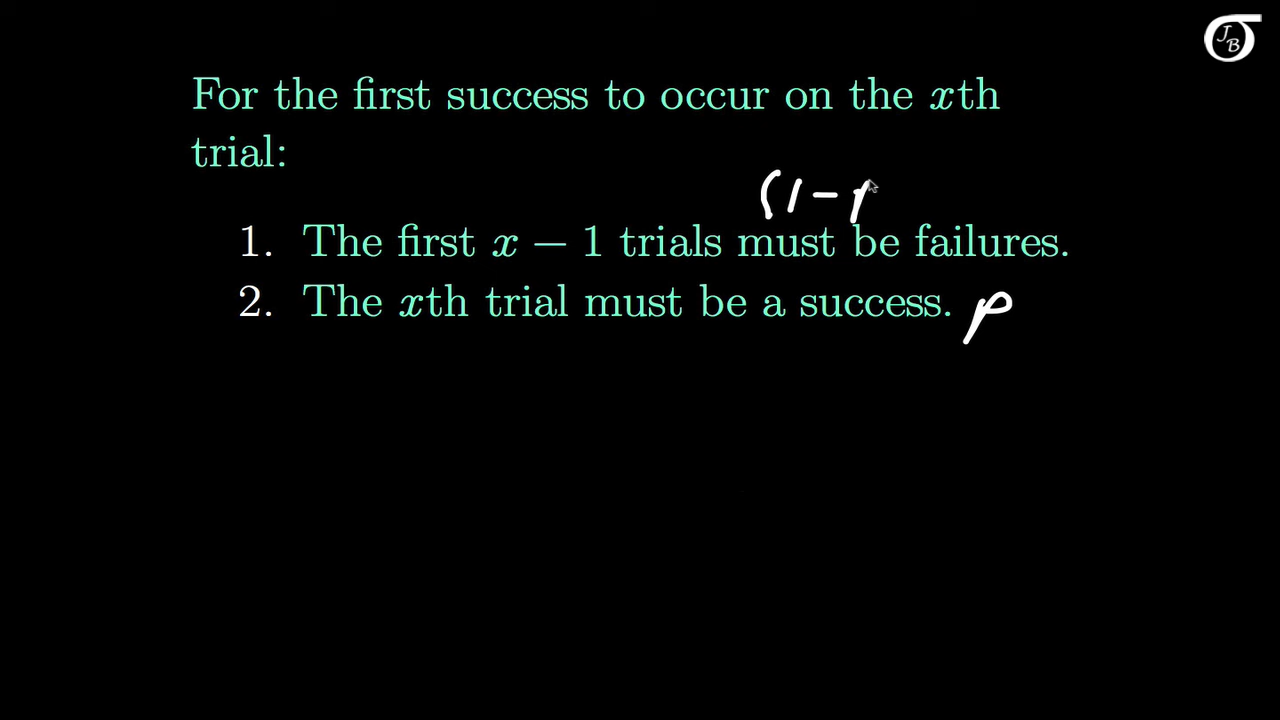 JB
For the first success to occur on the xth
trial:
(1 - p
1. The first x − 1 trials must be failures.
2. The xth trial must be a success. p